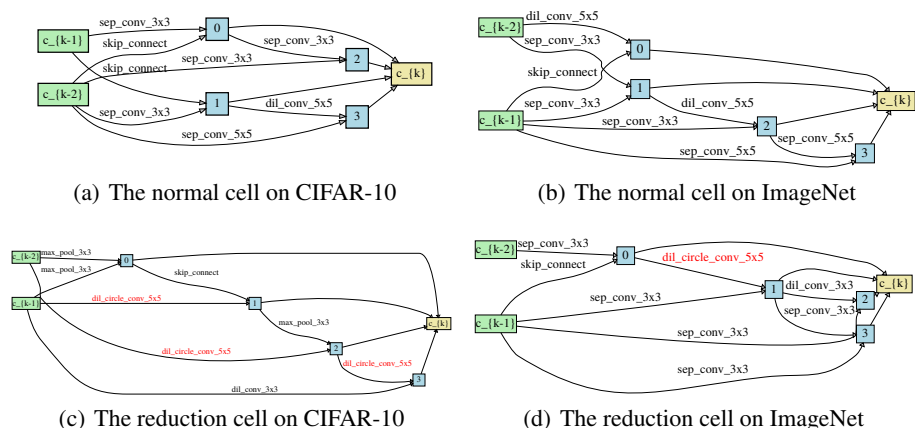 sep_conv_3x3
0
c_{k-1}
skip_connect
sep_conv_3x3
skip_connect
sep_conv_3x3
2
c_{k}
c_{k-2}
1
dil_conv_5x5
sep_conv_3x3
3
sep_conv_5x5
(a) The normal cell on CIFAR-10
dil_conv_5x5
c_{k-2}
sep_conv_3x3
0
skip_connect
1
c_{k}
sep_conv_3x3
dil_conv_5x5
c_{k-1}
sep_conv_3x3
2
sep_conv_5x5
3
sep_conv_5x5
(b) The normal cell on ImageNet
max_pool_3x3
c_{k-2}
0
max_pool_3x3
skip_connect
dil_circle_conv_5x5
c_{k-1}
1
max_pool_3x3
c_{k}
dil_circle_conv_5x5
2
dil_circle_conv_5x5
3
dil_conv_3x3
(c) The reduction cell on CIFAR-10
sep_conv_3x3
c_{k-2}
0
dil_circle_conv_5x5
skip_connect
c_{k}
1
dil_conv_3x3
sep_conv_3x3
2
sep_conv_3x3
c_{k-1}
sep_conv_3x3
3
sep_conv_3x3
(d) The reduction cell on ImageNet